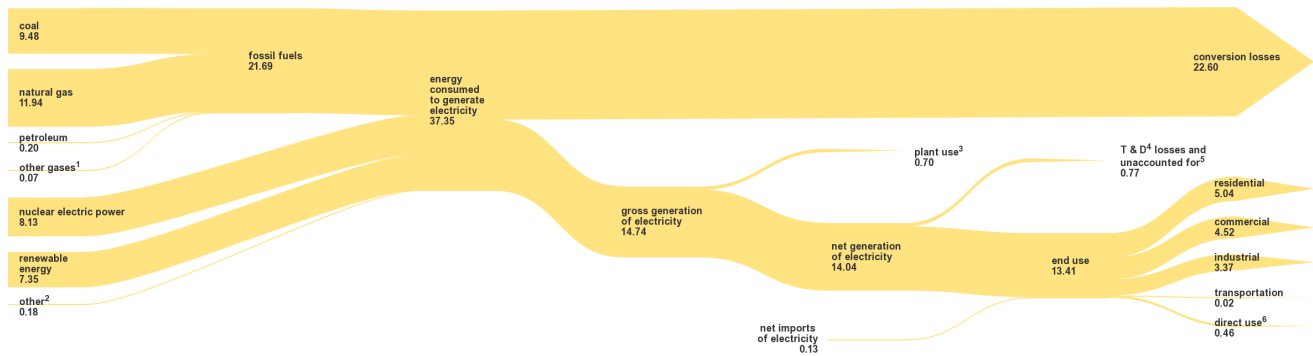 coal
9.48
natural gas
11.94
petroleum
0.20
other gases¹
0.07
nuclear electric power
8.13
renewable
energy
7.35
other²
0.18
fossil fuels
21.69
energy
consumed
to generate
electricity
37.35
conversion losses
22.60
gross generation
of electricity
14.74
plant use³
0.70
net generation
of electricity
14.04
T & D⁴ losses and
unaccounted for⁵
0.77
net imports
of electricity
0.13
end use
13.41
residential
5.04
commercial
4.52
industrial
3.37
transportation
0.02
direct use⁶
0.46